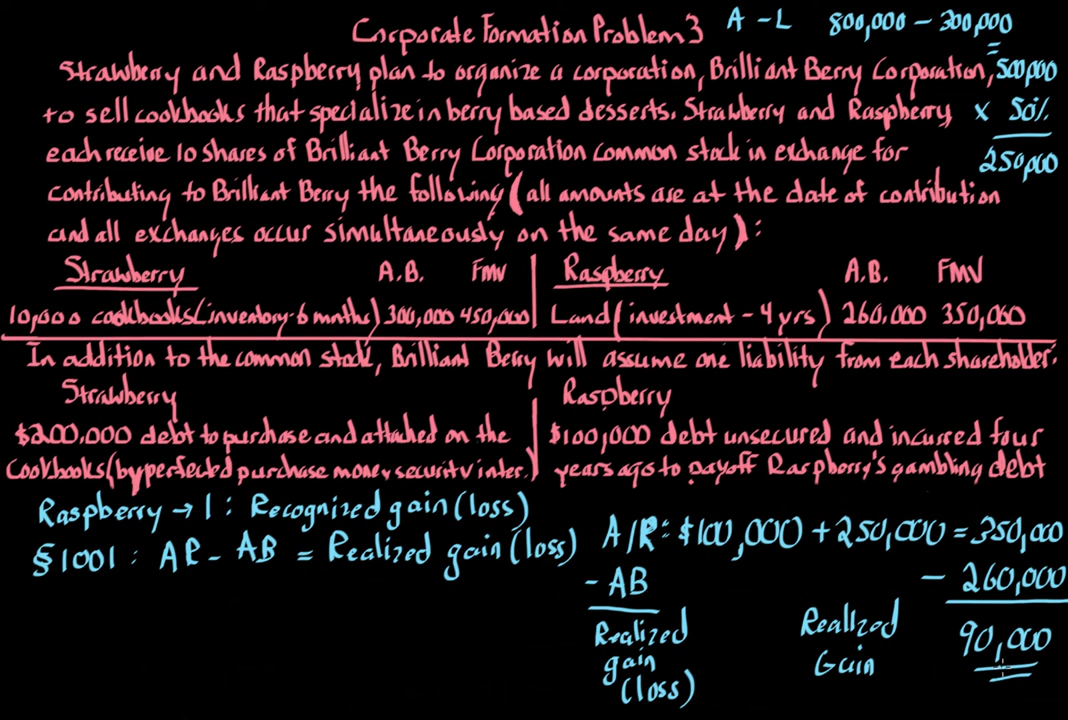 Corporate Formation Problem 3
A - L 800,000 - 300,000
=
Strawberry and Raspberry plan to organize a corporation, Brilliant Berry Corporation, 500,000
to sell cookbooks that specialize in berry based desserts. Strawberry and Raspberry, x 50%
each receive 10 shares of Brilliant Berry Corporation common stock in exchange for 250,000
contributing to Brilliant Berry the following (all amounts are at the date of contribution
and all exchanges occur simultaneously on the same day):
Strawberry A.B. FMV Raspberry A.B. FMV
10,000 cookbooks (inventory-6 months) 300,000 450,000 Land (investment - 4 yrs) 260,000 350,000
In addition to the common stock, Brilliant Berry will assume one liability from each shareholder:
Strawberry Raspberry
$200,000 debt to purchase and attached on the
cookbooks (by perfected purchase money security inter.)
$100,000 debt unsecured and incurred four
years ago to payoff Raspberry's gambling debt
Raspberry → 1: Recognized gain (loss)
§1001: AR - AB = Realized gain (loss)
A/R: $100,000 + 250,000 = 350,000
- AB - 260,000
Realized
gain
(loss)
Realized
Gain
90,000